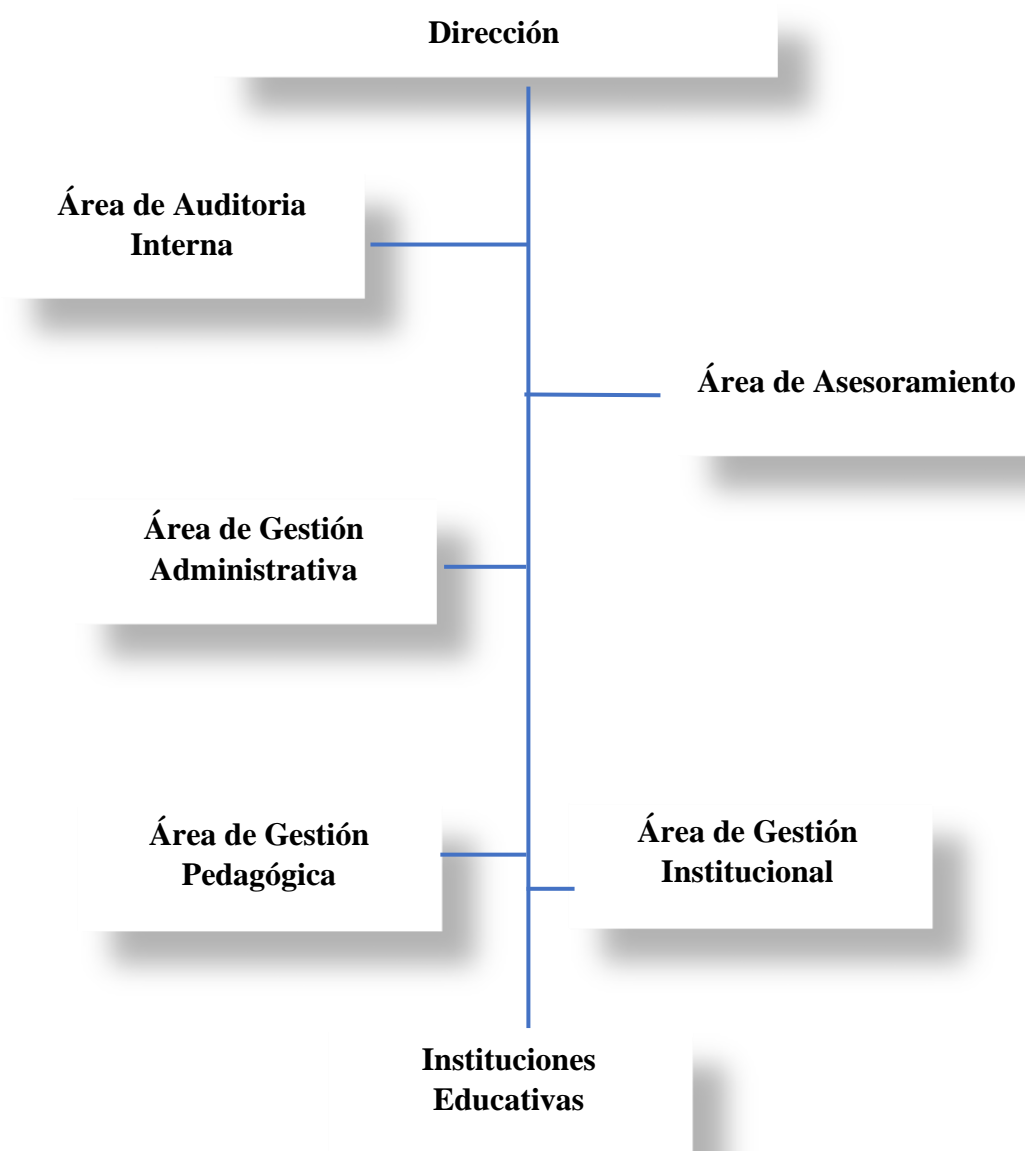 Dirección
Área de Auditoria
Interna
Área de Asesoramiento
Área de Gestión
Administrativa
Área de Gestión
Pedagógica
Área de Gestión
Institucional
Instituciones
Educativas